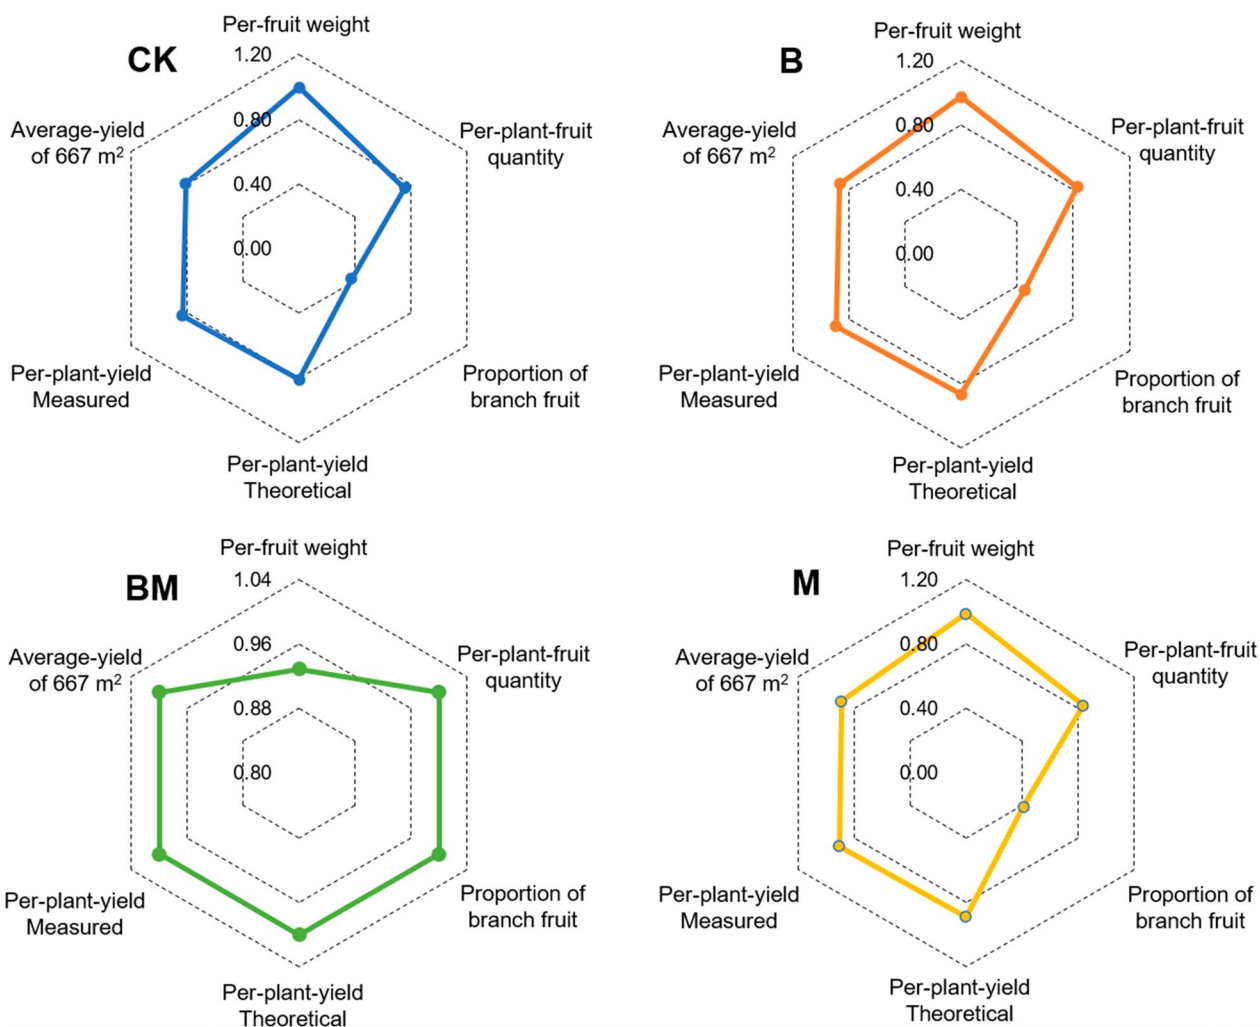 CK
Per-fruit weight
1.20
0.80
0.40
0.00
Average-yield
of 667 m²
Per-plant-fruit
quantity
Per-plant-yield
Measured
Proportion of
branch fruit
Per-plant-yield
Theoretical
B
Per-fruit weight
1.20
0.80
0.40
0.00
Average-yield
of 667 m²
Per-plant-fruit
quantity
Per-plant-yield
Measured
Proportion of
branch fruit
Per-plant-yield
Theoretical
BM
Per-fruit weight
1.04
0.96
0.88
0.80
Average-yield
of 667 m²
Per-plant-fruit
quantity
Per-plant-yield
Measured
Proportion of
branch fruit
Per-plant-yield
Theoretical
M
Per-fruit weight
1.20
0.80
0.40
0.00
Average-yield
of 667 m²
Per-plant-fruit
quantity
Per-plant-yield
Measured
Proportion of
branch fruit
Per-plant-yield
Theoretical